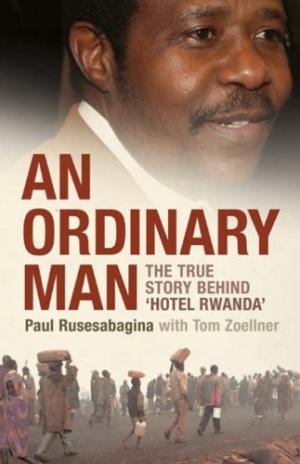 AN
ORDINARY
MAN
THE TRUE
STORY BEHIND
‘HOTEL RWANDA’
Paul Rusesabagina with Tom Zoellner